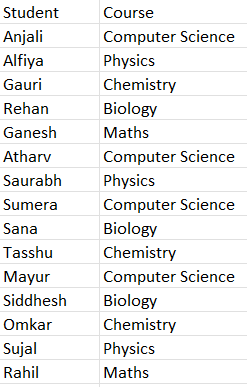 Student Course
Anjali Computer Science
Alfiya Physics
Gauri Chemistry
Rehan Biology
Ganesh Maths
Atharv Computer Science
Saurabh Physics
Sumera Computer Science
Sana Biology
Tasshu Chemistry
Mayur Computer Science
Siddhesh Biology
Omkar Chemistry
Sujal Physics
Rahil Maths